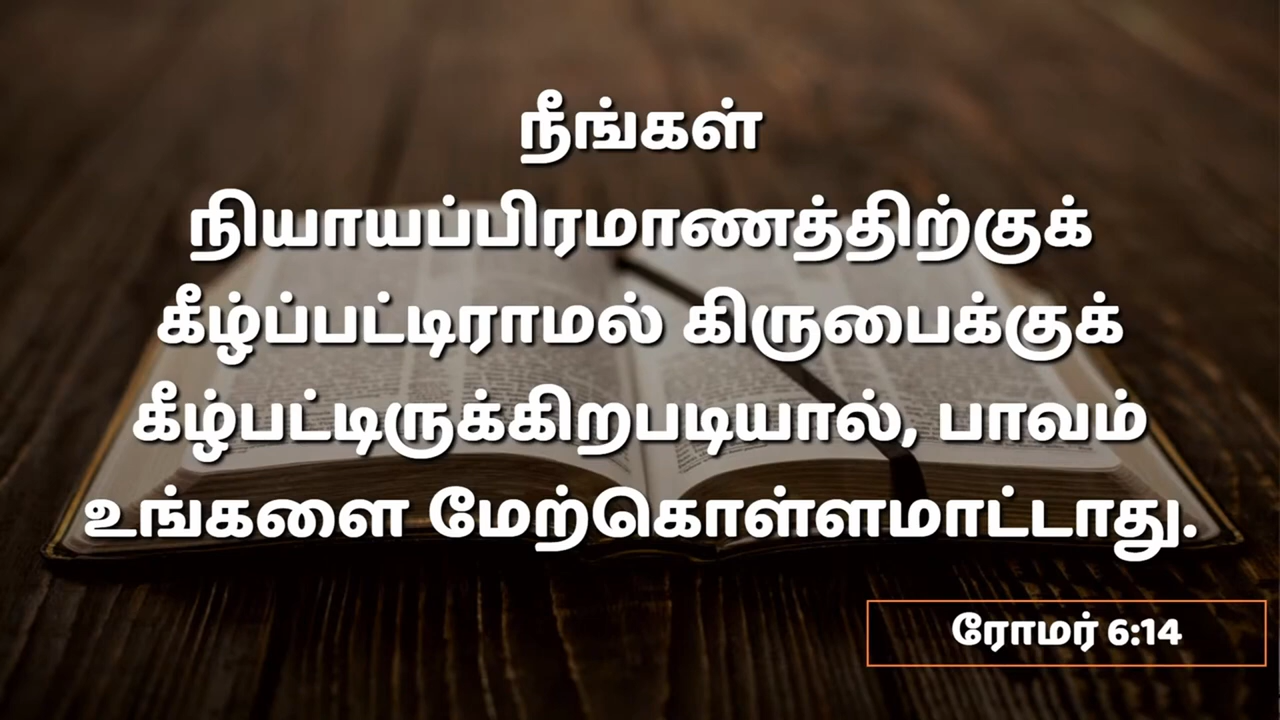 நீங்கள்
நியாயப்பிரமாணத்திற்குக்
கீழ்ப்பட்டிராமல் கிருபைக்குக்
கீழ்பட்டிருக்கிறபடியால், பாவம்
உங்களை மேற்கொள்ளமாட்டாது.
ரோமர் 6:14